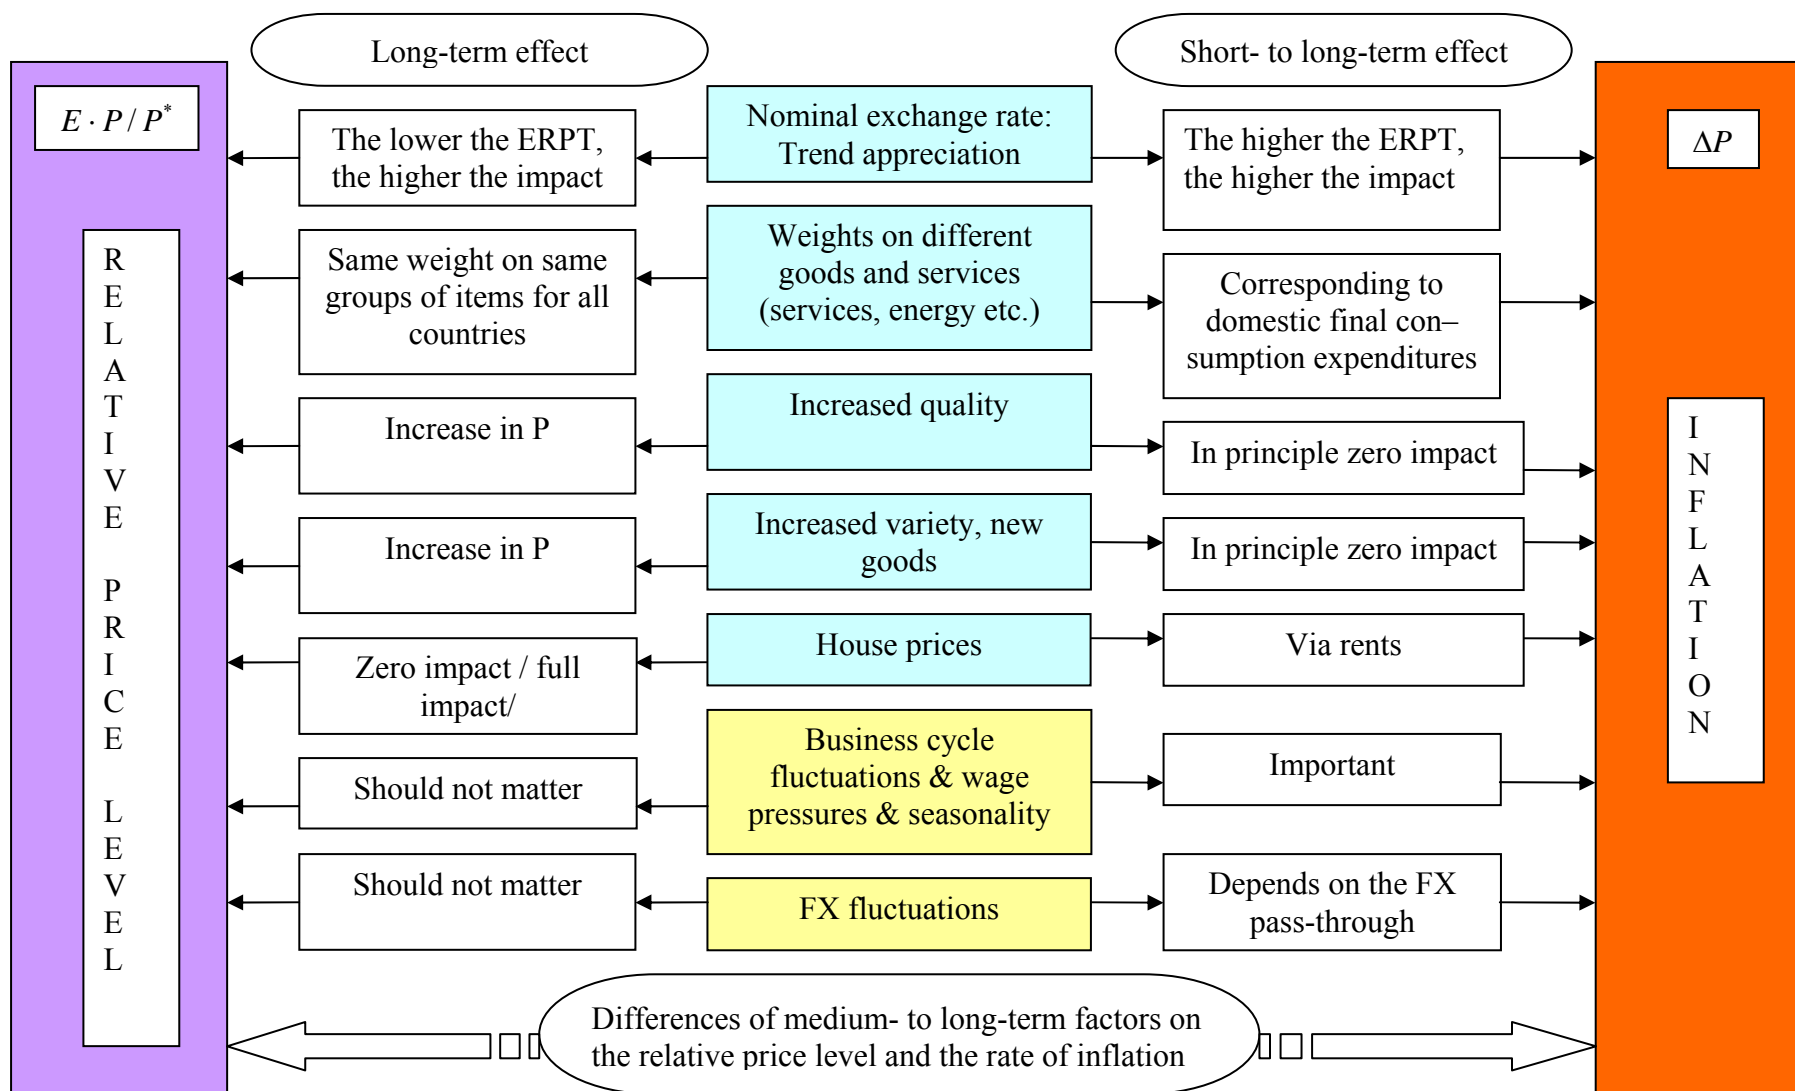 Long-term effect
Short- to long-term effect
E · P / P*
Nominal exchange rate:
Trend appreciation
The lower the ERPT,
the higher the impact
The higher the ERPT,
the higher the impact
ΔP
RELATIVE PRICE LEVEL
Weights on different
goods and services
(services, energy etc.)
Same weight on same
groups of items for all
countries
Corresponding to
domestic final con–
sumption expenditures
INFLATION
Increased quality
Increase in P
In principle zero impact
Increased variety, new
goods
Increase in P
In principle zero impact
House prices
Zero impact / full
impact/
Via rents
Business cycle
fluctuations & wage
pressures & seasonality
Should not matter
Important
FX fluctuations
Should not matter
Depends on the FX
pass-through
Differences of medium- to long-term factors on
the relative price level and the rate of inflation